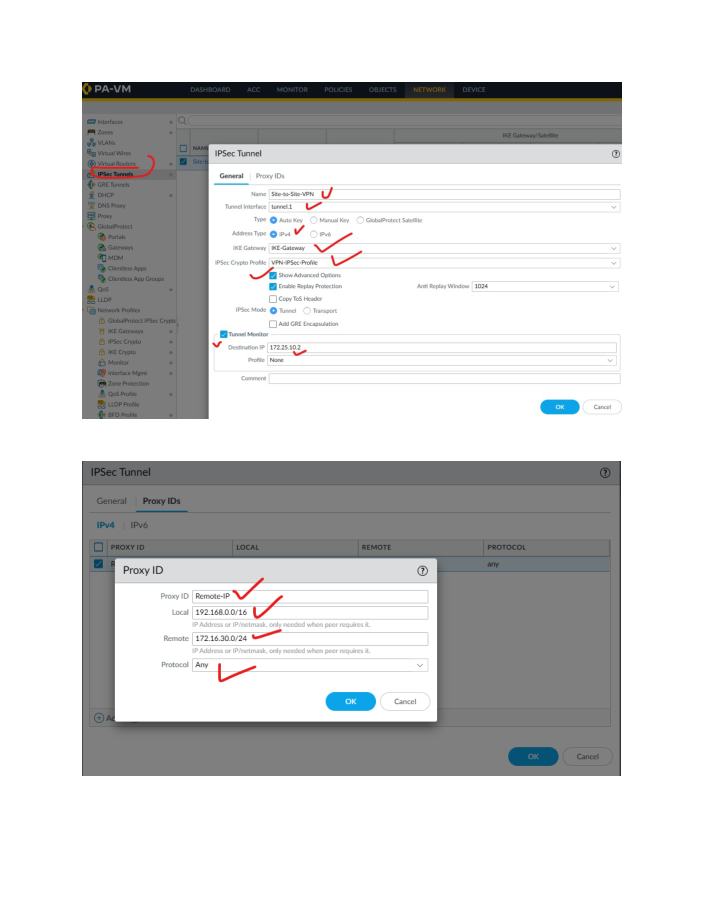 PA-VM DASHBOARD ACC MONITOR POLICIES OBJECTS NETWORK DEVICE
Interfaces
Zones
VLANs
Virtual Wires
Virtual Routers
IPSec Tunnels
GRE Tunnels
DHCP
DNS Proxy
Proxy
GlobalProtect
Portals
Gateways
MDM
Clientless Apps
Clientless App Groups
QoS
LLDP
Network Profiles
GlobalProtect IPSec Crypto
IKE Gateways
IPSec Crypto
IKE Crypto
Monitor
Interface Mgmt
Zone Protection
QoS Profile
LLDP Profile
BFD Profile
IKE Gateway/Satellite
NAME
IPSec Tunnel
General Proxy IDs
Name Site-to-Site-VPN
Tunnel Interface tunnel.1
Type Auto Key Manual Key GlobalProtect Satellite
Address Type IPv4 IPv6
IKE Gateway IKE-Gateway
IPSec Crypto Profile VPN-IPSec-Profile
Show Advanced Options
Enable Replay Protection Anti Replay Window 1024
Copy ToS Header
IPSec Mode Tunnel Transport
Add GRE Encapsulation
Tunnel Monitor
Destination IP 172.25.10.2
Profile None
Comment
OK Cancel
IPSec Tunnel
General Proxy IDs
IPv4 IPv6
PROXY ID LOCAL REMOTE PROTOCOL
any
Proxy ID
Proxy ID Remote-IP
Local 192.168.0.0/16
IP Address or IP/netmask, only needed when peer requires it.
Remote 172.16.30.0/24
IP Address or IP/netmask, only needed when peer requires it.
Protocol Any
OK Cancel
OK Cancel